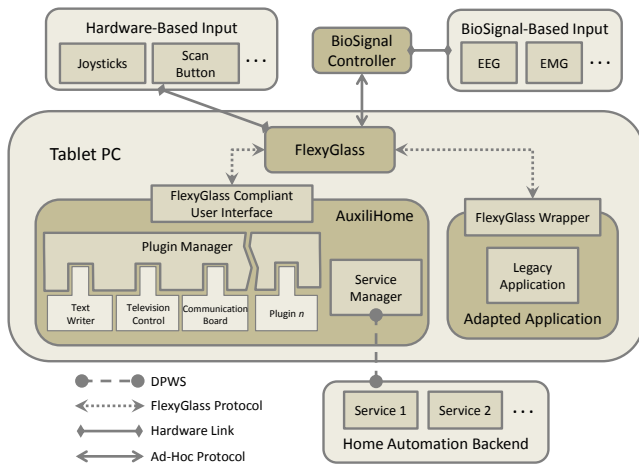 Hardware-Based Input
Joysticks
Scan
Button
...
BioSignal
Controller
BioSignal-Based Input
EEG
EMG
...
Tablet PC
FlexyGlass
FlexyGlass Compliant
User Interface
AuxiliHome
FlexyGlass Wrapper
Plugin Manager
Text
Writer
Television
Control
Communication
Board
Plugin n
Service
Manager
Legacy
Application
Adapted Application
DPWS
FlexyGlass Protocol
Hardware Link
Ad-Hoc Protocol
Service 1
Service 2
...
Home Automation Backend